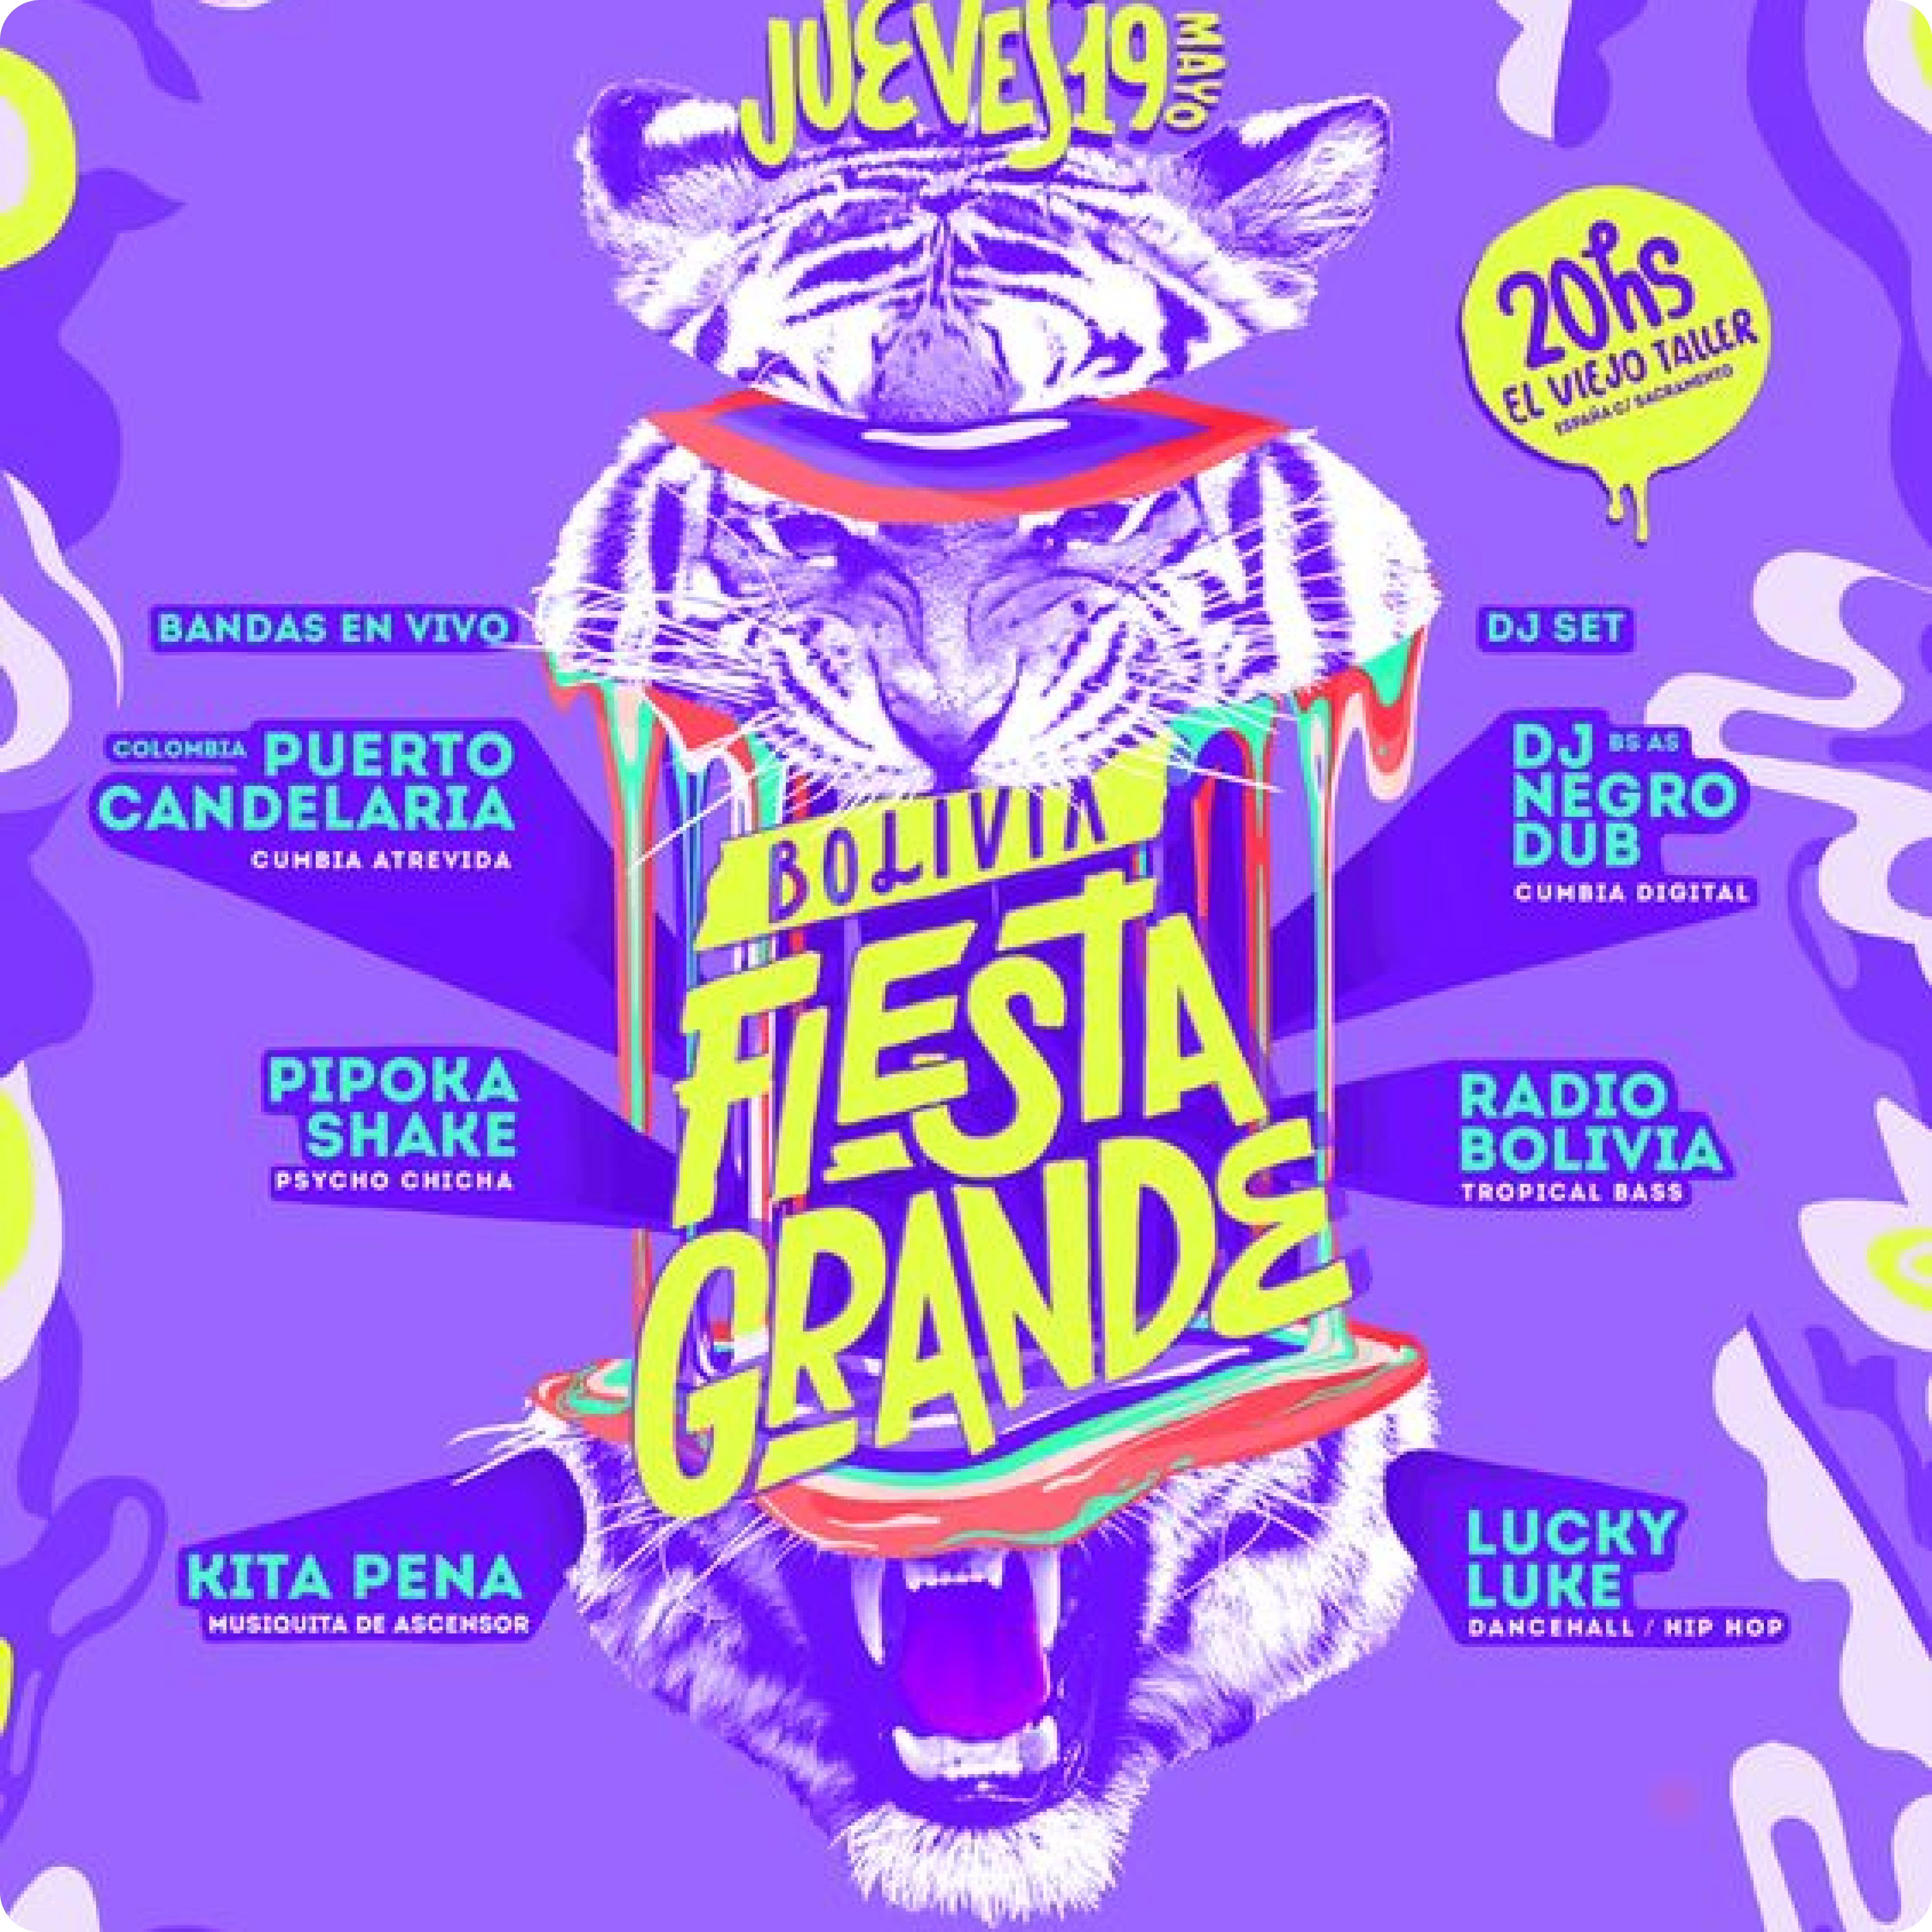 JUEVES 19 MAYO
20hs
EL VIEJO TALLER
ESPAÑA C/ SACRAMENTO
BANDAS EN VIVO
COLOMBIA PUERTO
CANDELARIA
CUMBIA ATREVIDA
PIPOKA
SHAKE
PSYCHO CHICHA
KITA PENA
MUSIQUITA DE ASCENSOR
BOLIVIA
FIESTA
GRANDE
DJ SET
DJ BS AS
NEGRO
DUB
CUMBIA DIGITAL
RADIO
BOLIVIA
TROPICAL BASS
LUCKY
LUKE
DANCEHALL / HIP HOP